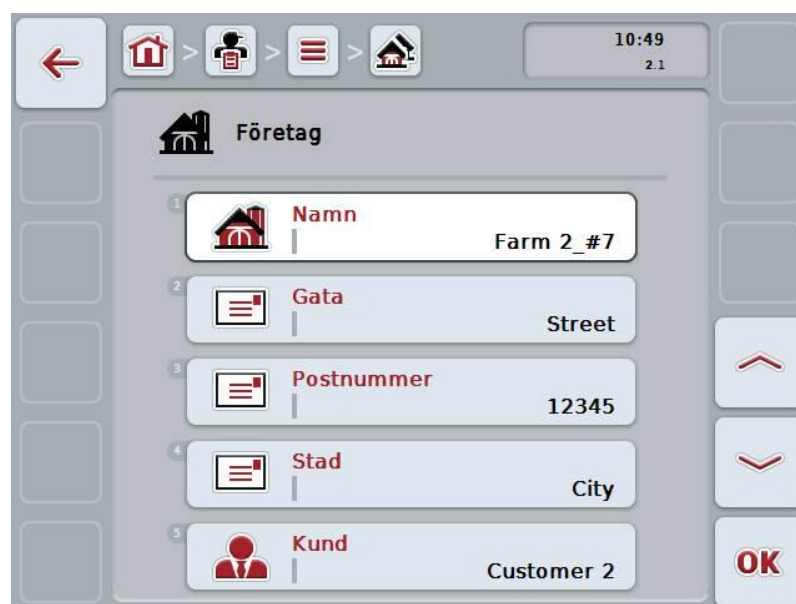 10:49
2.1
Företag
1
Namn
Farm 2_#7
2
Gata
Street
3
Postnummer
12345
4
Stad
City
5
Kund
Customer 2
OK